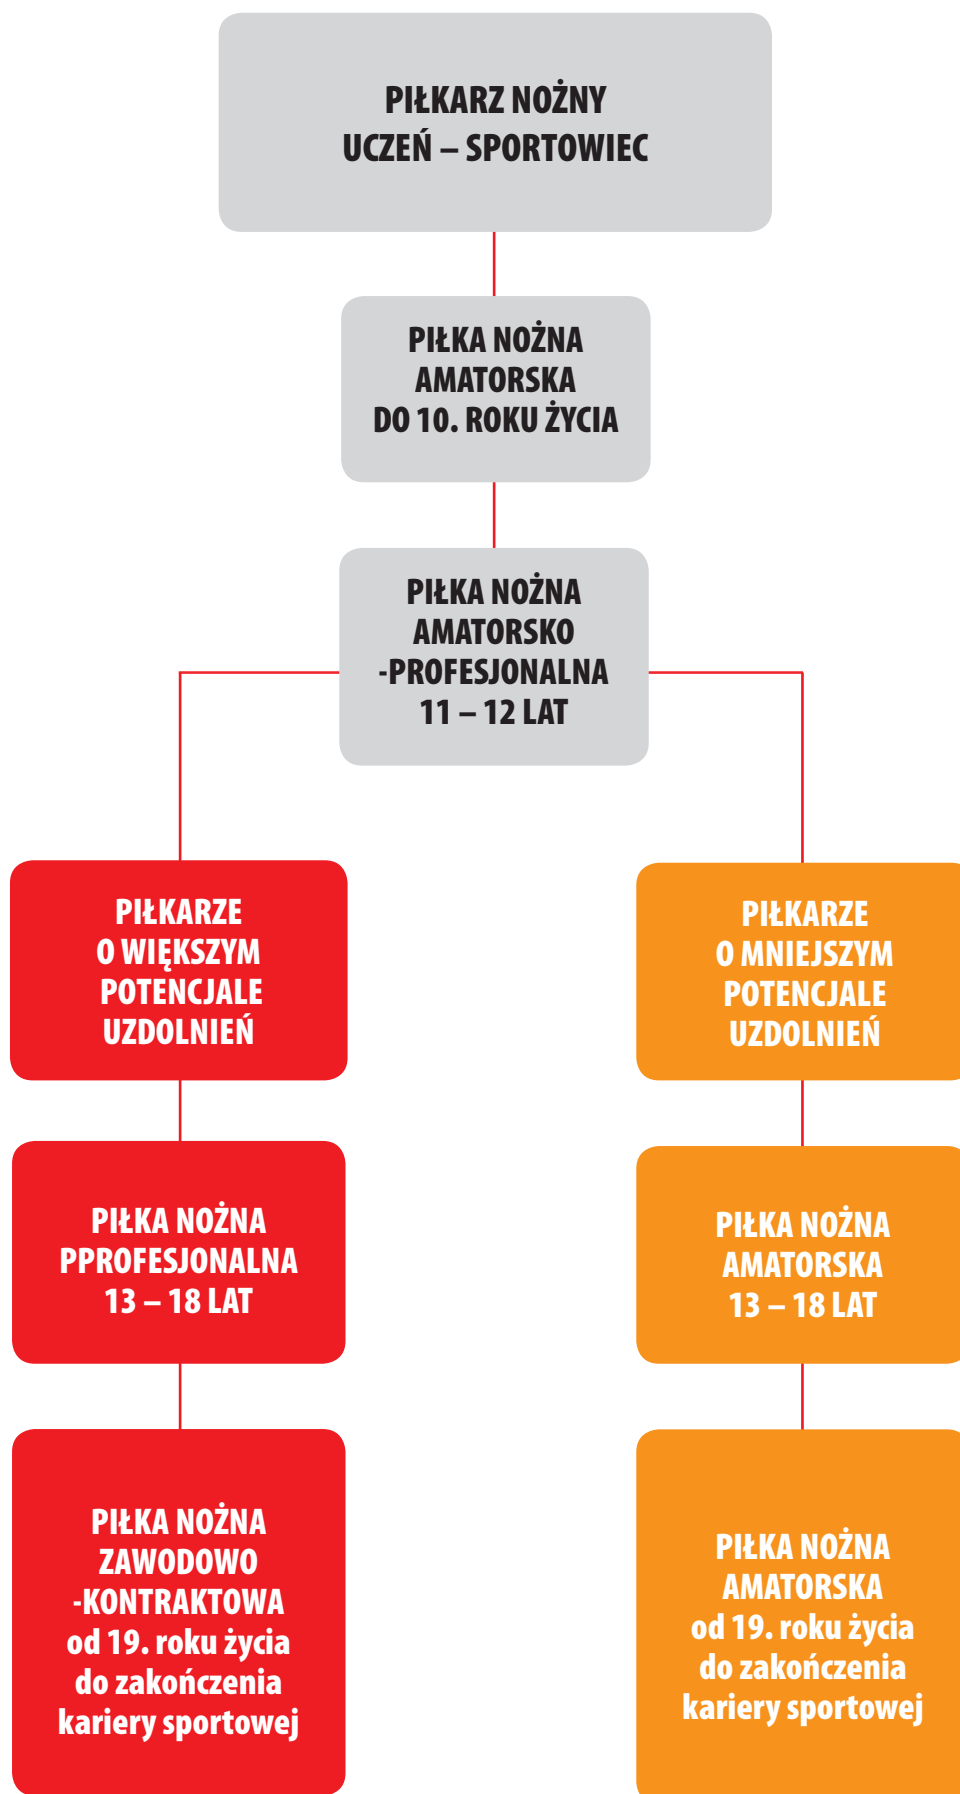 PIŁKARZ NOŻNY
UCZEŃ – SPORTOWIEC
PIŁKA NOŻNA
AMATORSKA
DO 10. ROKU ŻYCIA
PIŁKA NOŻNA
AMATORSKO
-PROFESJONALNA
11 – 12 LAT
PIŁKARZE
O WIĘKSZYM
POTENCJALE
UZDOLNIEŃ
PIŁKARZE
O MNIEJSZYM
POTENCJALE
UZDOLNIEŃ
PIŁKA NOŻNA
PPROFESJONALNA
13 – 18 LAT
PIŁKA NOŻNA
AMATORSKA
13 – 18 LAT
PIŁKA NOŻNA
ZAWODOWO
-KONTRAKTOWA
od 19. roku życia
do zakończenia
kariery sportowej
PIŁKA NOŻNA
AMATORSKA
od 19. roku życia
do zakończenia
kariery sportowej